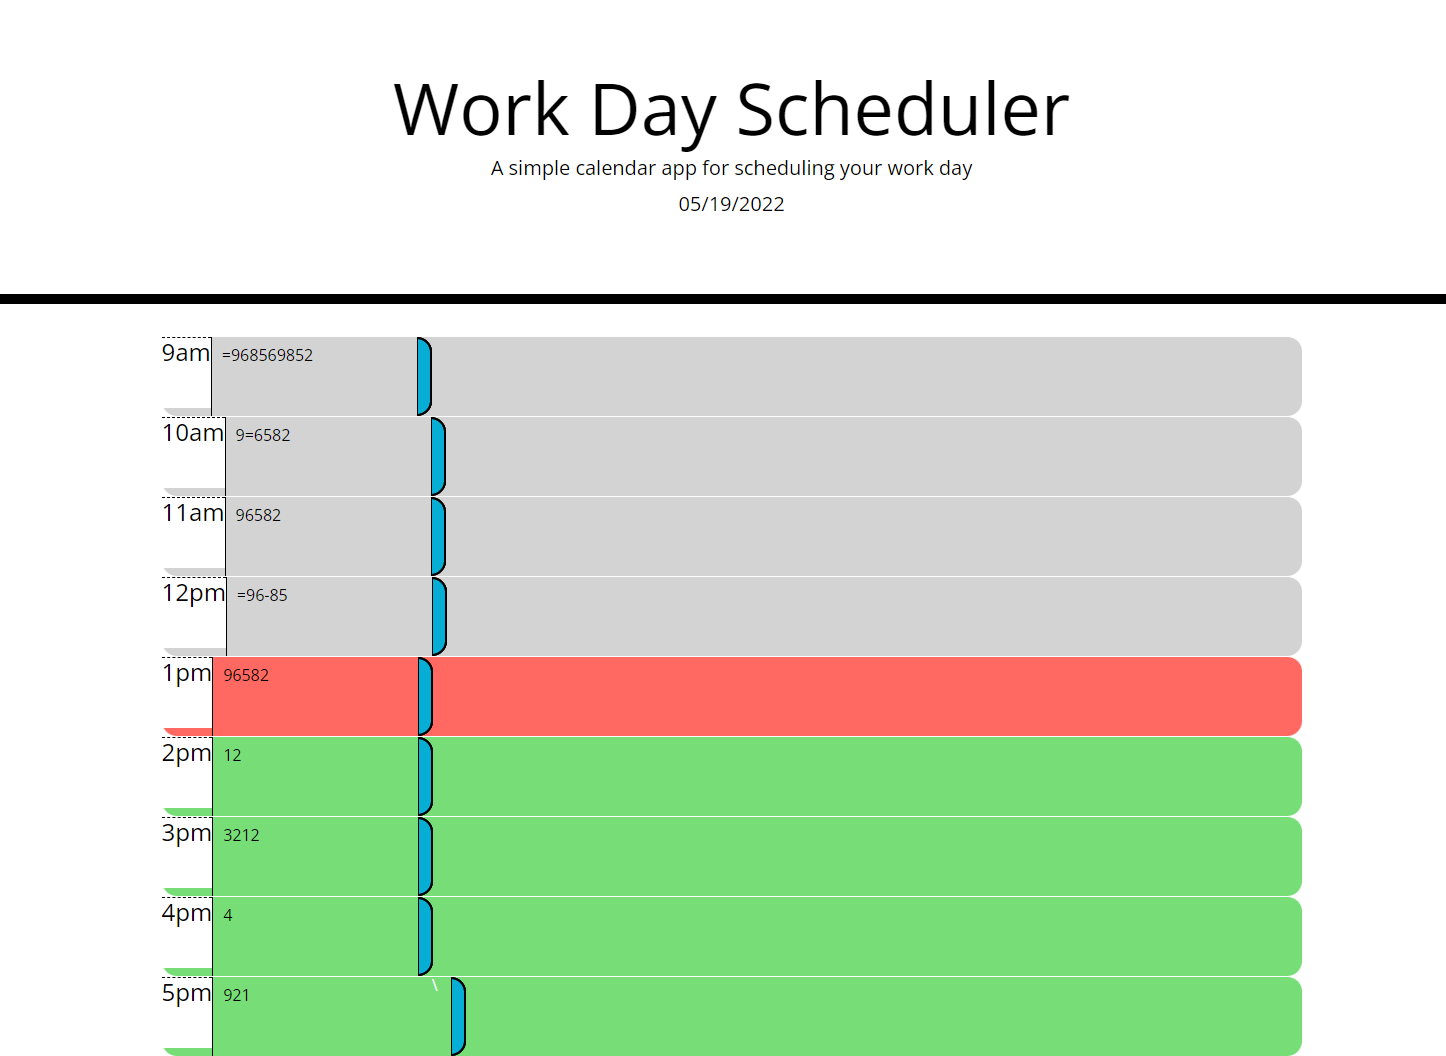 Work Day Scheduler
A simple calendar app for scheduling your work day
05/19/2022
9am =968569852
10am 9=6582
11am 96582
12pm =96-85
1pm 96582
2pm 12
3pm 3212
4pm 4
5pm 921 \